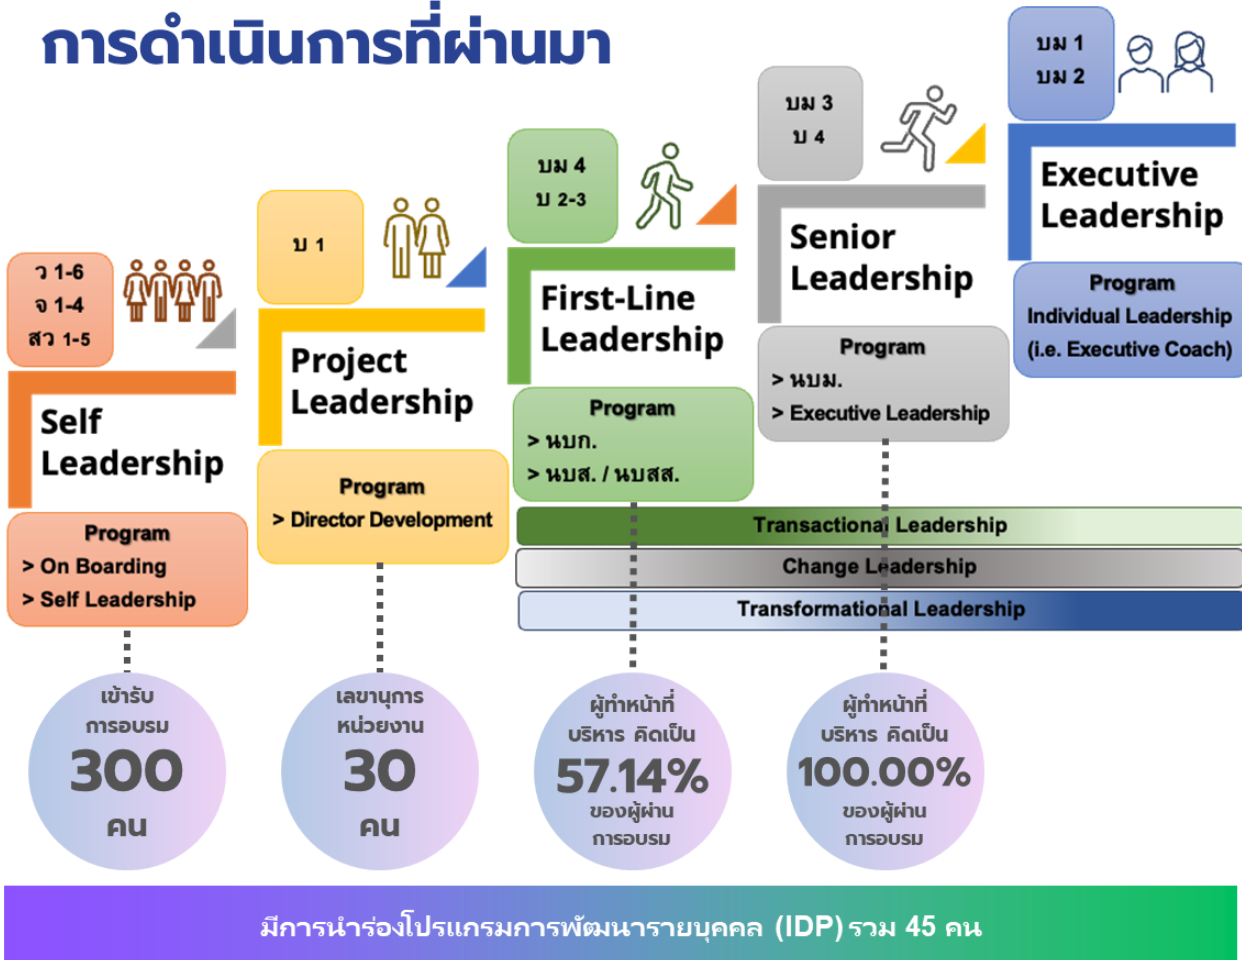 การดำเนินการที่ผ่านมา
ว 1-6
จ 1-4
สว 1-5
Self
Leadership
Program
> On Boarding
> Self Leadership
เข้ารับ
การอบรม
300
คน
บ 1
Project
Leadership
Program
> Director Development
เลขานุการ
หน่วยงาน
30
คน
บม 4
บ 2-3
First-Line
Leadership
Program
> นบก.
> นบส. / นบสส.
ผู้ทำหน้าที่
บริหาร คิดเป็น
57.14%
ของผู้ผ่าน
การอบรม
บม 3
บ 4
Senior
Leadership
Program
> นบม.
> Executive Leadership
ผู้ทำหน้าที่
บริหาร คิดเป็น
100.00%
ของผู้ผ่าน
การอบรม
บม 1
บม 2
Executive
Leadership
Program
Individual Leadership
(i.e. Executive Coach)
Transactional Leadership
Change Leadership
Transformational Leadership
มีการนำร่องโปรแกรมการพัฒนารายบุคคล (IDP) รวม 45 คน